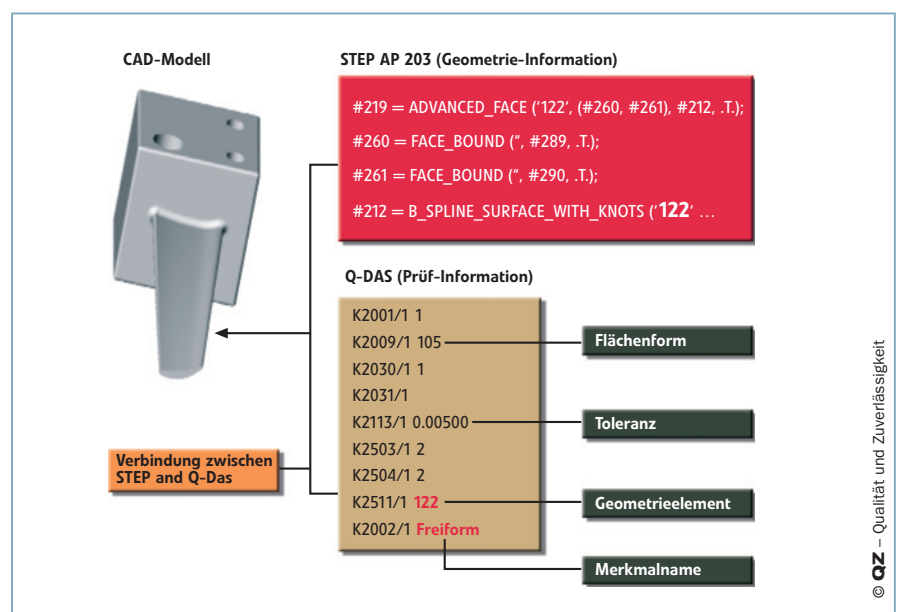 CAD-Modell
STEP AP 203 (Geometrie-Information)
#219 = ADVANCED_FACE ('122', (#260, #261), #212, .T.);
#260 = FACE_BOUND (“, #289, .T.);
#261 = FACE_BOUND (“, #290, .T.);
#212 = B_SPLINE_SURFACE_WITH_KNOTS ('122' ...
Q-DAS (Prüf-Information)
K2001/1 1
K2009/1 105
Flächenform
K2030/1 1
K2031/1
K2113/1 0.00500
Toleranz
K2503/1 2
K2504/1 2
K2511/1 122
Geometrieelement
K2002/1 Freiform
Merkmalname
Verbindung zwischen
STEP and Q-Das
© QZ – Qualität und Zuverlässigkeit